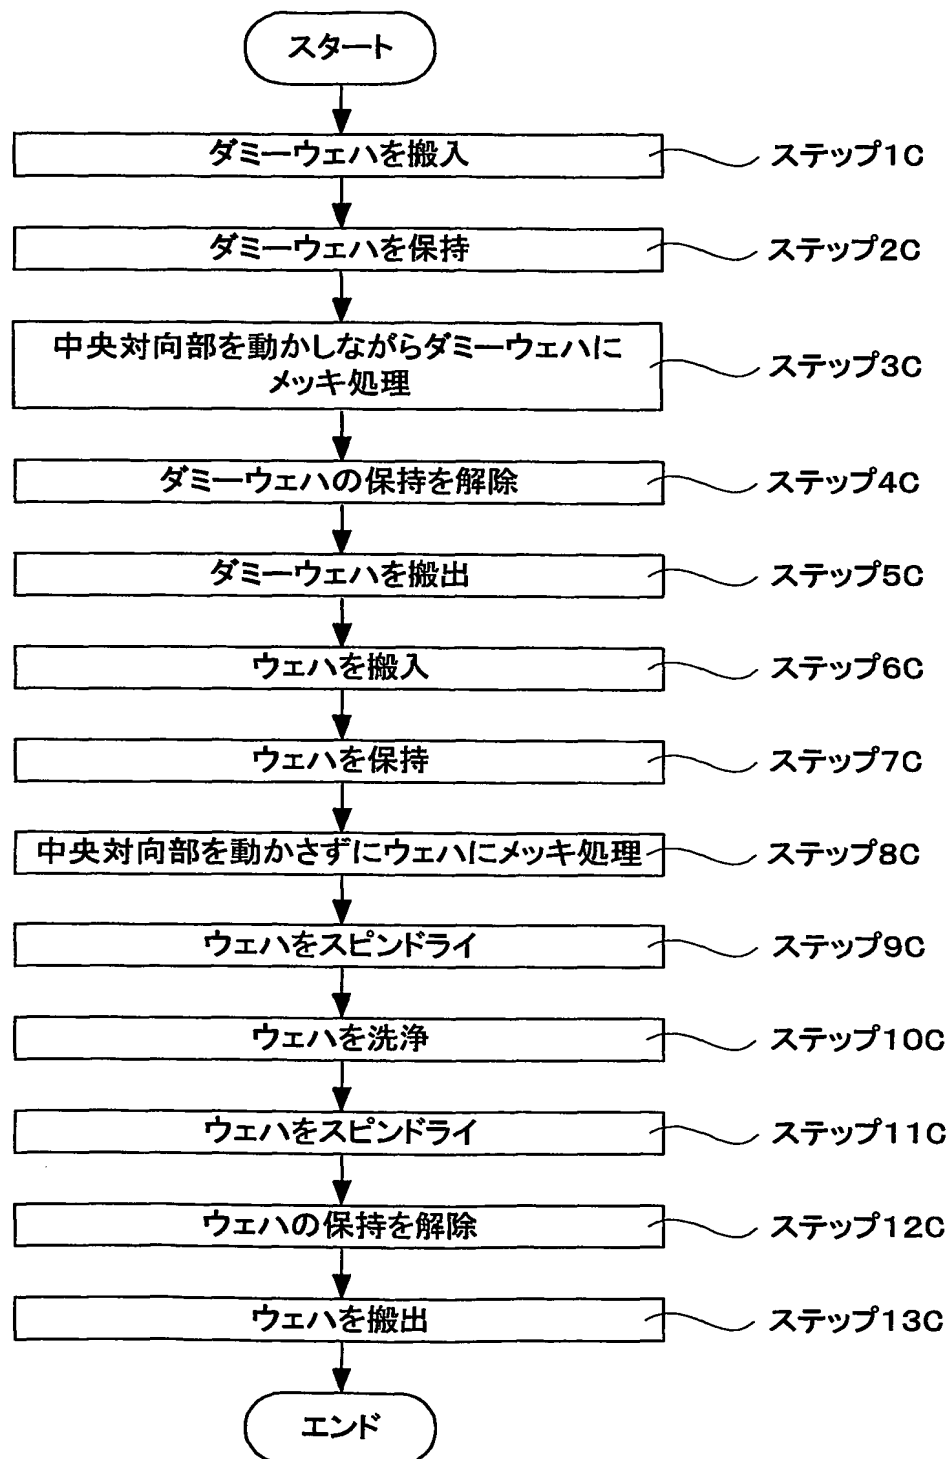 スタート
ダミーウェハを搬入
ステップ1C
ダミーウェハを保持
ステップ2C
中央対向部を動かしながらダミーウェハに
メッキ処理
ステップ3C
ダミーウェハの保持を解除
ステップ4C
ダミーウェハを搬出
ステップ5C
ウェハを搬入
ステップ6C
ウェハを保持
ステップ7C
中央対向部を動かさずにウェハにメッキ処理
ステップ8C
ウェハをスピンドライ
ステップ9C
ウェハを洗浄
ステップ10C
ウェハをスピンドライ
ステップ11C
ウェハの保持を解除
ステップ12C
ウェハを搬出
ステップ13C
エンド